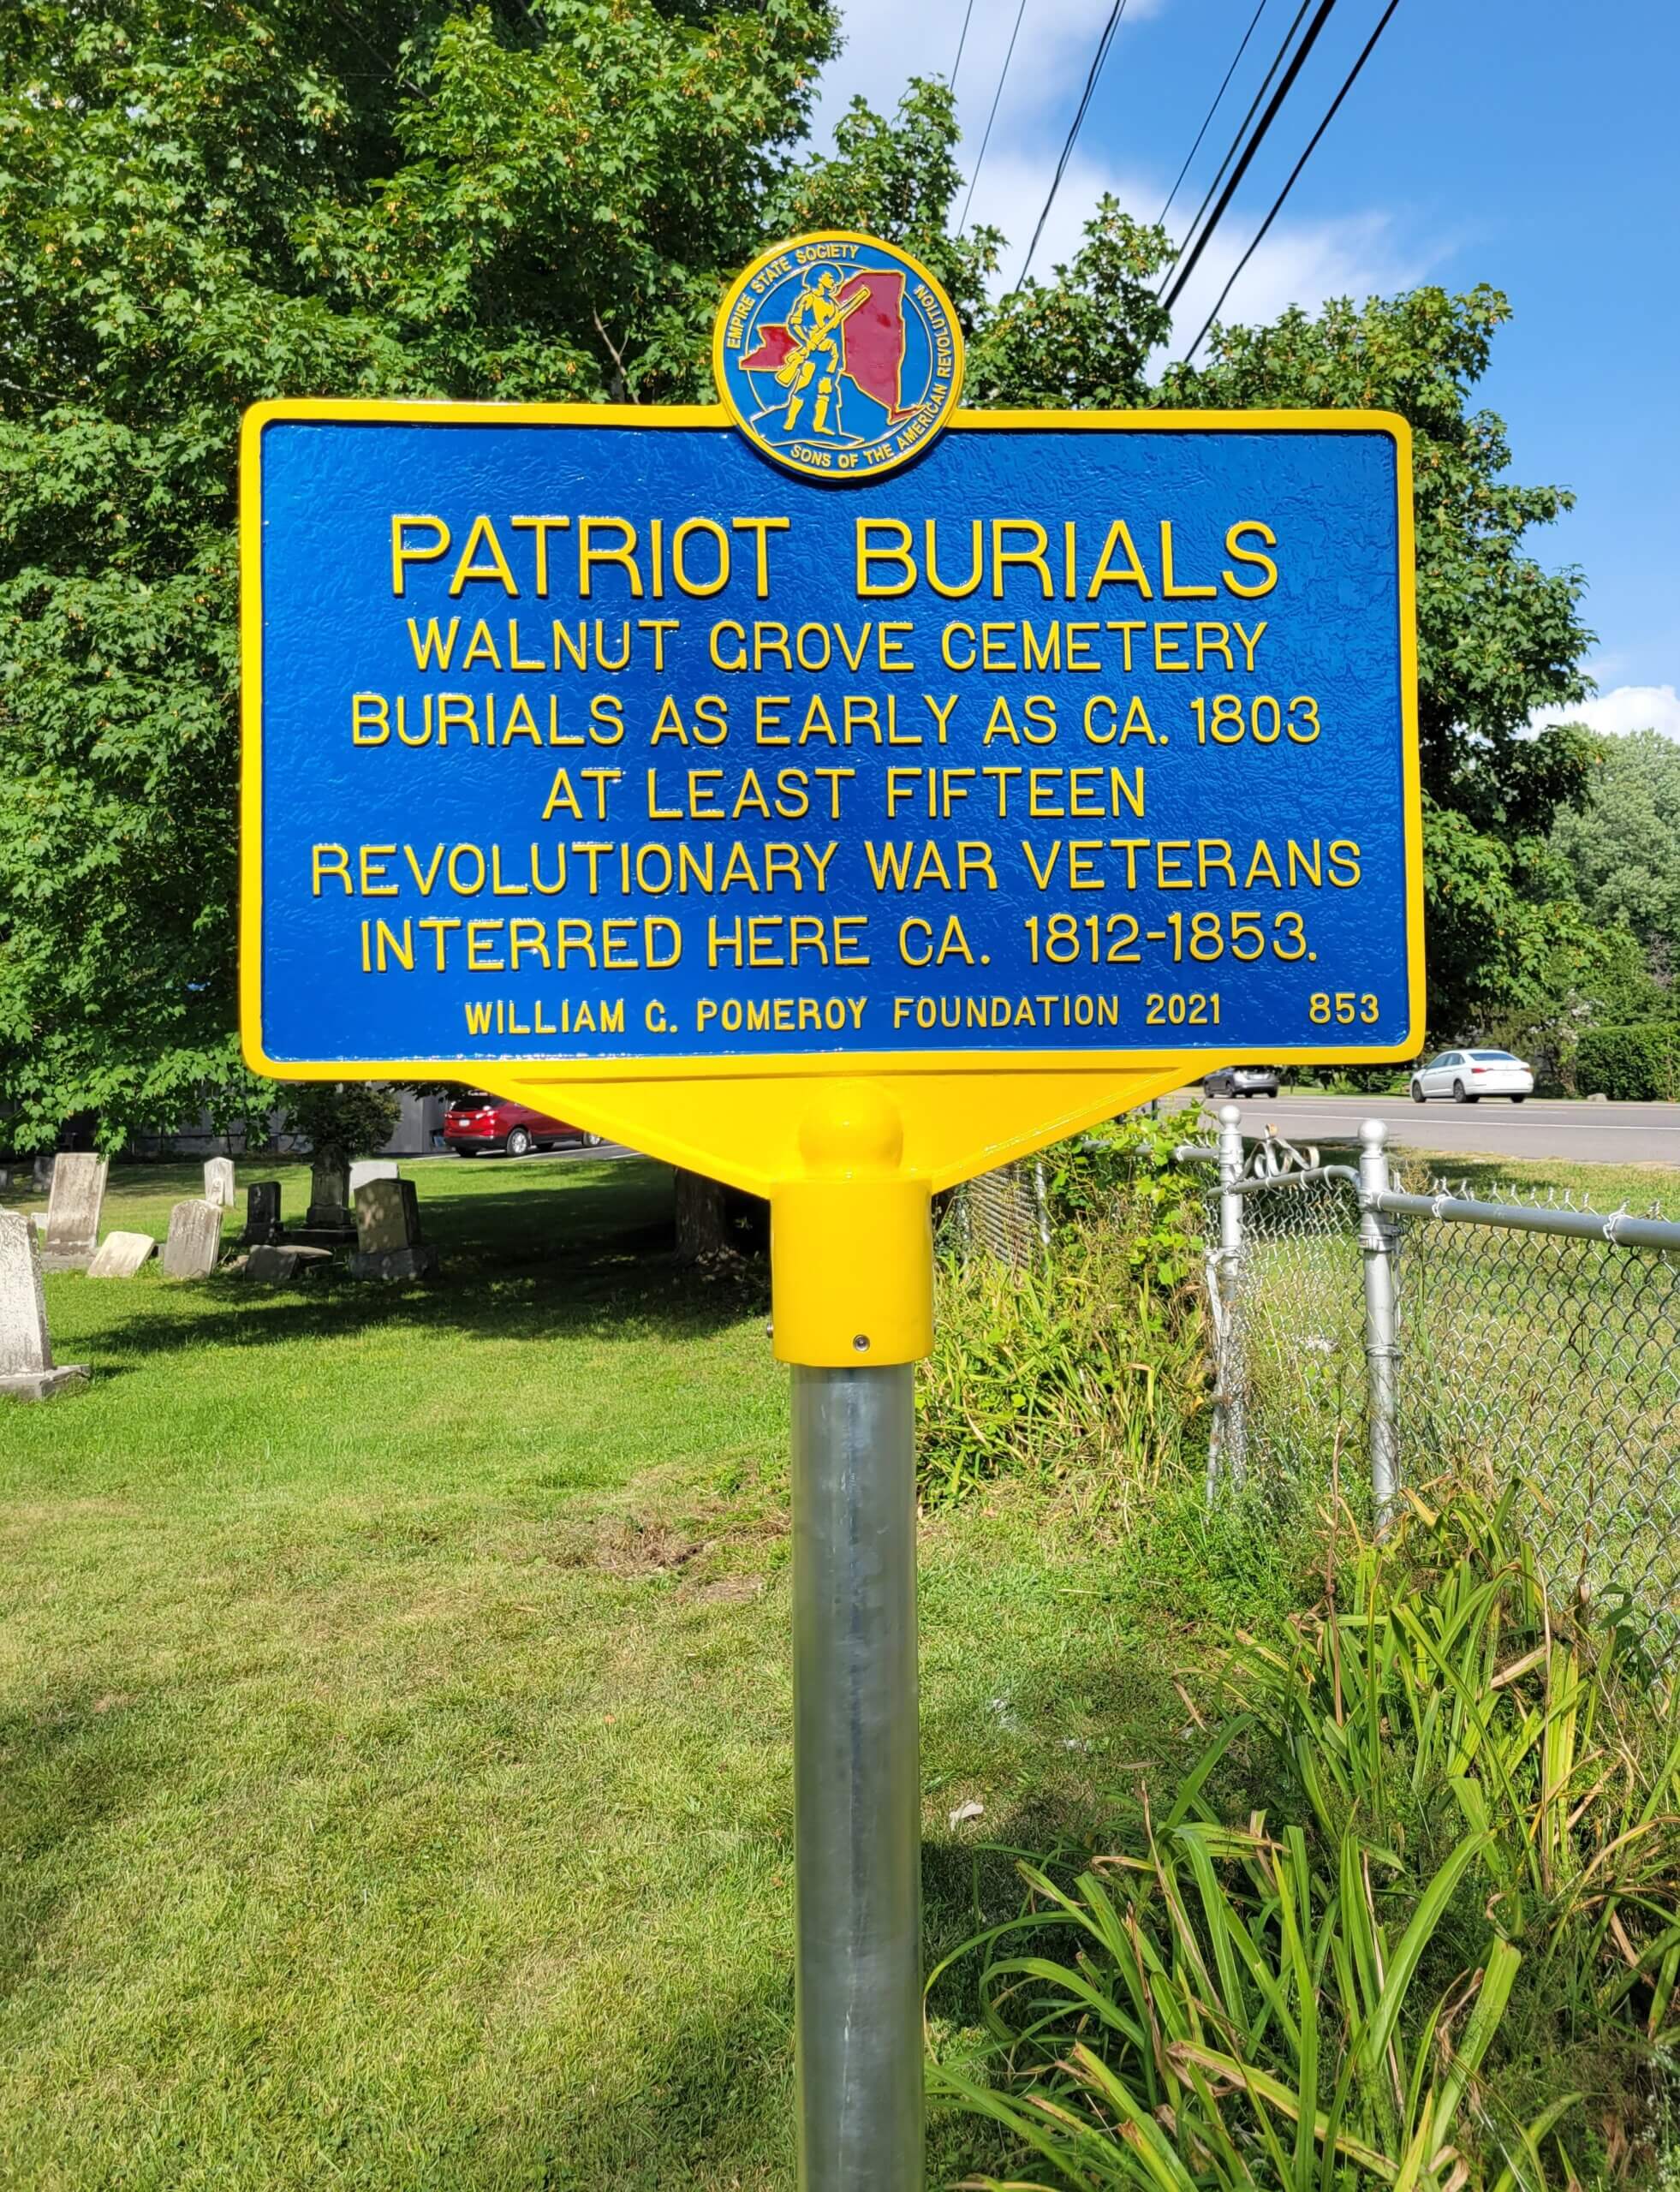 EMPIRE STATE SOCIETY
SONS OF THE AMERICAN REVOLUTION
PATRIOT BURIALS
WALNUT GROVE CEMETERY
BURIALS AS EARLY AS CA. 1803
AT LEAST FIFTEEN
REVOLUTIONARY WAR VETERANS
INTERRED HERE CA. 1812-1853.
WILLIAM G. POMEROY FOUNDATION 2021 853